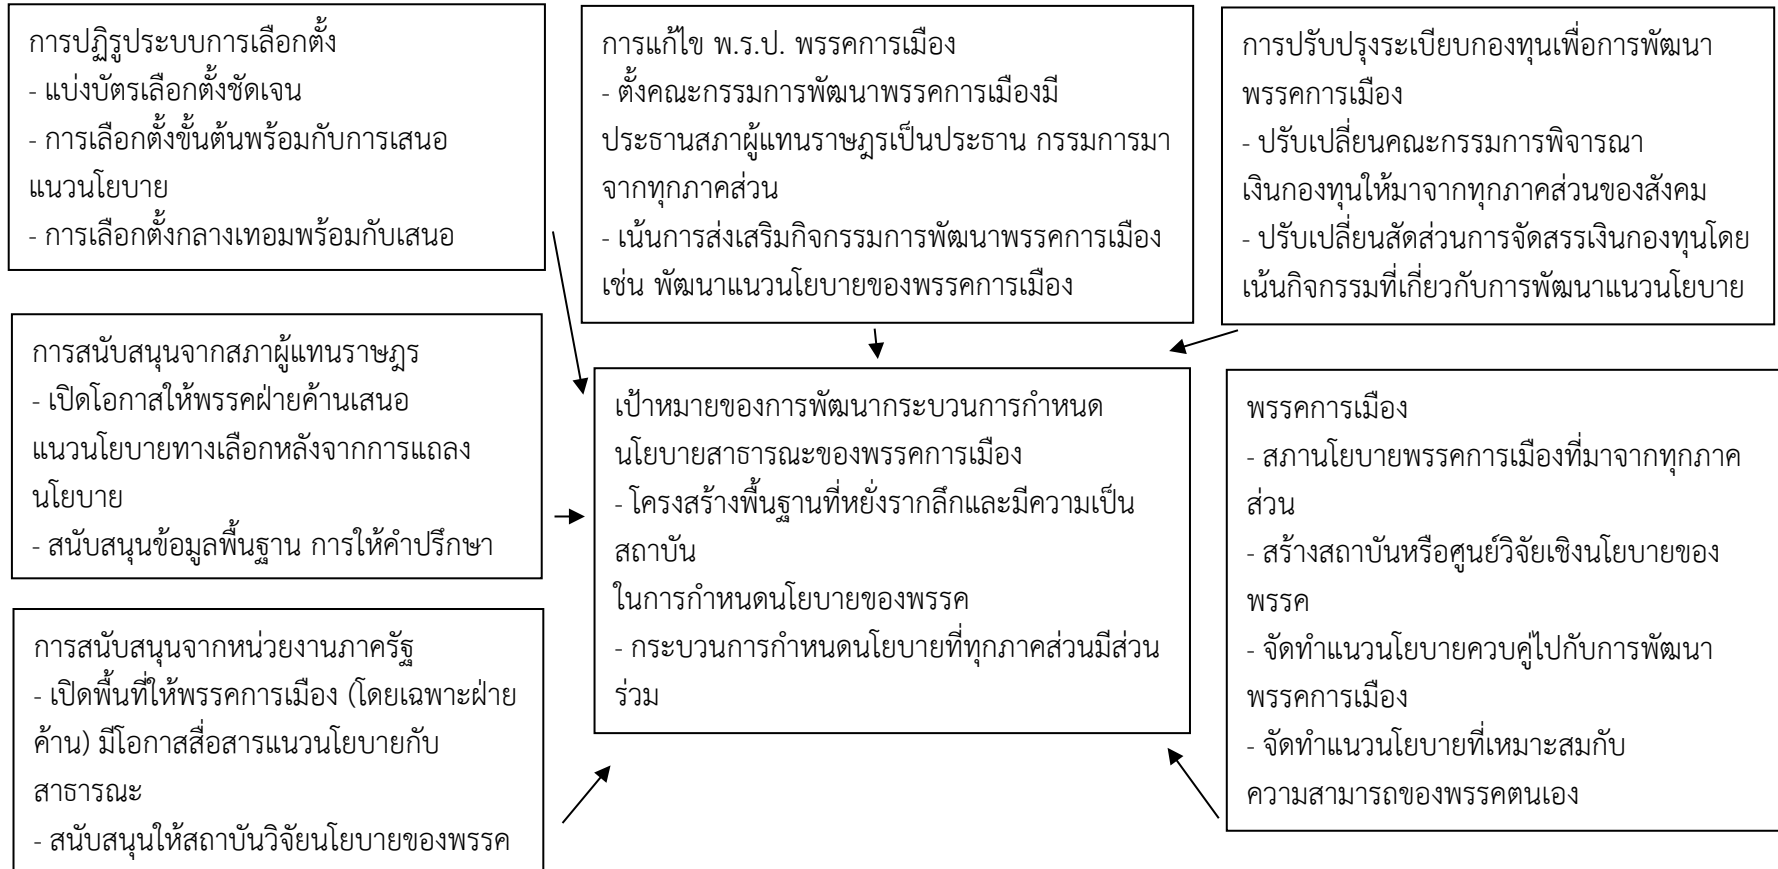 การปฏิรูประบบการเลือกตั้ง
- แบ่งบัตรเลือกตั้งชัดเจน
- การเลือกตั้งขั้นต้นพร้อมกับการเสนอ
แนวนโยบาย
- การเลือกตั้งกลางเทอมพร้อมกับเสนอ
การแก้ไข พ.ร.ป. พรรคการเมือง
- ตั้งคณะกรรมการพัฒนาพรรคการเมืองมี
ประธานสภาผู้แทนราษฎรเป็นประธาน กรรมการมา
จากทุกภาคส่วน
- เน้นการส่งเสริมกิจกรรมการพัฒนาพรรคการเมือง
เช่น พัฒนาแนวนโยบายของพรรคการเมือง
การปรับปรุงระเบียบกองทุนเพื่อการพัฒนา
พรรคการเมือง
- ปรับเปลี่ยนคณะกรรมการพิจารณา
เงินกองทุนให้มาจากทุกภาคส่วนของสังคม
- ปรับเปลี่ยนสัดส่วนการจัดสรรเงินกองทุนโดย
เน้นกิจกรรมที่เกี่ยวกับการพัฒนาแนวนโยบาย
การสนับสนุนจากสภาผู้แทนราษฎร
- เปิดโอกาสให้พรรคฝ่ายค้านเสนอ
แนวนโยบายทางเลือกหลังจากการแถลง
นโยบาย
- สนับสนุนข้อมูลพื้นฐาน การให้คำปรึกษา
เป้าหมายของการพัฒนากระบวนการกำหนด
นโยบายสาธารณะของพรรคการเมือง
- โครงสร้างพื้นฐานที่หยั่งรากลึกและมีความเป็น
สถาบัน
ในการกำหนดนโยบายของพรรค
- กระบวนการกำหนดนโยบายที่ทุกภาคส่วนมีส่วน
ร่วม
พรรคการเมือง
- สภานโยบายพรรคการเมืองที่มาจากทุกภาค
ส่วน
- สร้างสถาบันหรือศูนย์วิจัยเชิงนโยบายของ
พรรค
- จัดทำแนวนโยบายควบคู่ไปกับการพัฒนา
พรรคการเมือง
- จัดทำแนวนโยบายที่เหมาะสมกับ
ความสามารถของพรรคตนเอง
การสนับสนุนจากหน่วยงานภาครัฐ
- เปิดพื้นที่ให้พรรคการเมือง (โดยเฉพาะฝ่าย
ค้าน) มีโอกาสสื่อสารแนวนโยบายกับ
สาธารณะ
- สนับสนุนให้สถาบันวิจัยนโยบายของพรรค